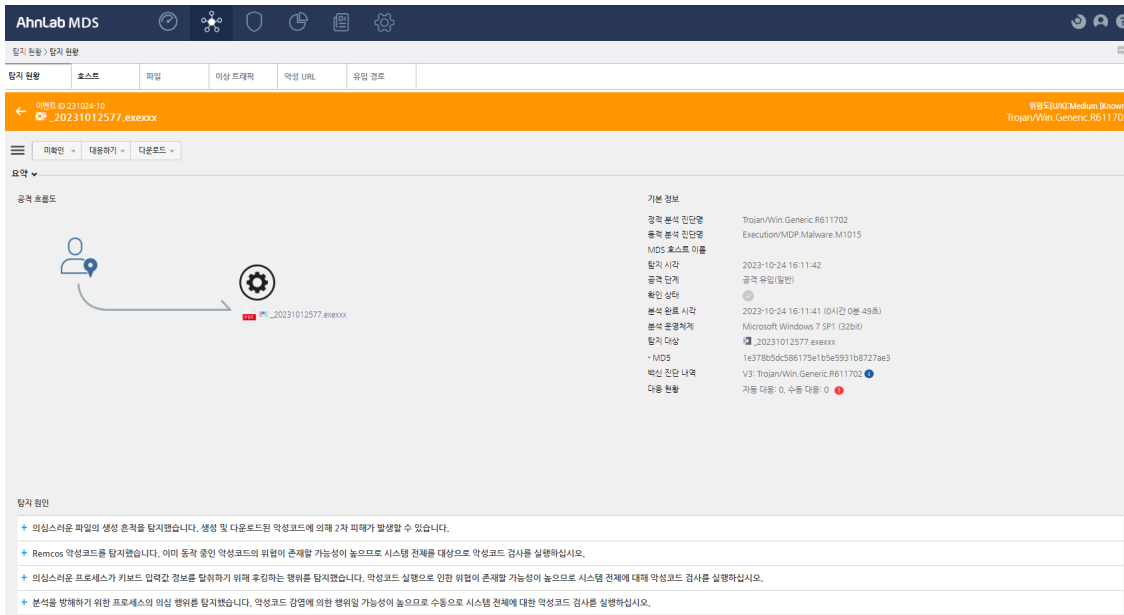 AhnLab MDS
탐지 현황 > 탐지 현황
탐지 현황
호스트
파일
이상 트래픽
악성 URL
유입 경로
이벤트 ID:231024-10
_20231012577.exexxx
위험도[U/K]:Medium [Known
Trojan/Win.Generic.R61170
미확인
대응하기
다운로드
요약
공격 흐름도
PDF _20231012577.exexxx
기본 정보
정적 분석 진단명 Trojan/Win.Generic.R611702
동적 분석 진단명 Execution/MDP.Malware.M1015
MDS 호스트 이름
탐지 시각 2023-10-24 16:11:42
공격 단계 공격 유입(일반)
확인 상태
분석 완료 시각 2023-10-24 16:11:41 (0시간 0분 49초)
분석 운영체제 Microsoft Windows 7 SP1 (32bit)
탐지 대상 _20231012577.exexxx
- MD5 1e378b5dc586175e1b5e5931b8727ae3
백신 진단 내역 V3: Trojan/Win.Generic.R611702
대응 현황 자동 대응: 0, 수동 대응: 0
탐지 원인
+ 의심스러운 파일의 생성 흔적을 탐지했습니다. 생성 및 다운로드된 악성코드에 의해 2차 피해가 발생할 수 있습니다.
+ Remcos 악성코드를 탐지했습니다. 이미 동작 중인 악성코드의 위험이 존재할 가능성이 높으므로 시스템 전체를 대상으로 악성코드 검사를 실행하십시오.
+ 의심스러운 프로세스가 키보드 입력값 정보를 탈취하기 위해 후킹하는 행위를 탐지했습니다. 악성코드 실행으로 인한 위협이 존재할 가능성이 높으므로 시스템 전체에 대해 악성코드 검사를 실행하십시오.
+ 분석을 방해하기 위한 프로세스의 의심 행위를 탐지했습니다. 악성코드 감염에 의한 행위일 가능성이 높으므로 수동으로 시스템 전체에 대한 악성코드 검사를 실행하십시오.